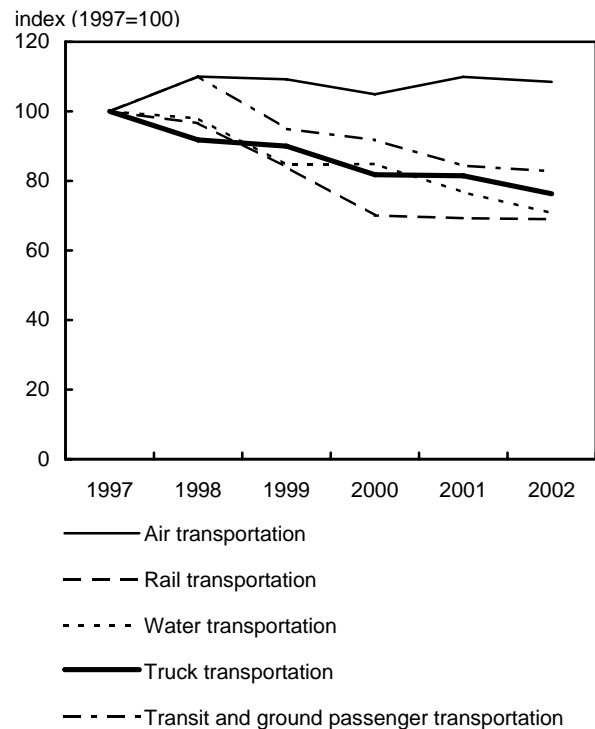 index (1997=100)
120
100
80
60
40
20
0
1997 1998 1999 2000 2001 2002
Air transportation
Rail transportation
Water transportation
Truck transportation
Transit and ground passenger transportation